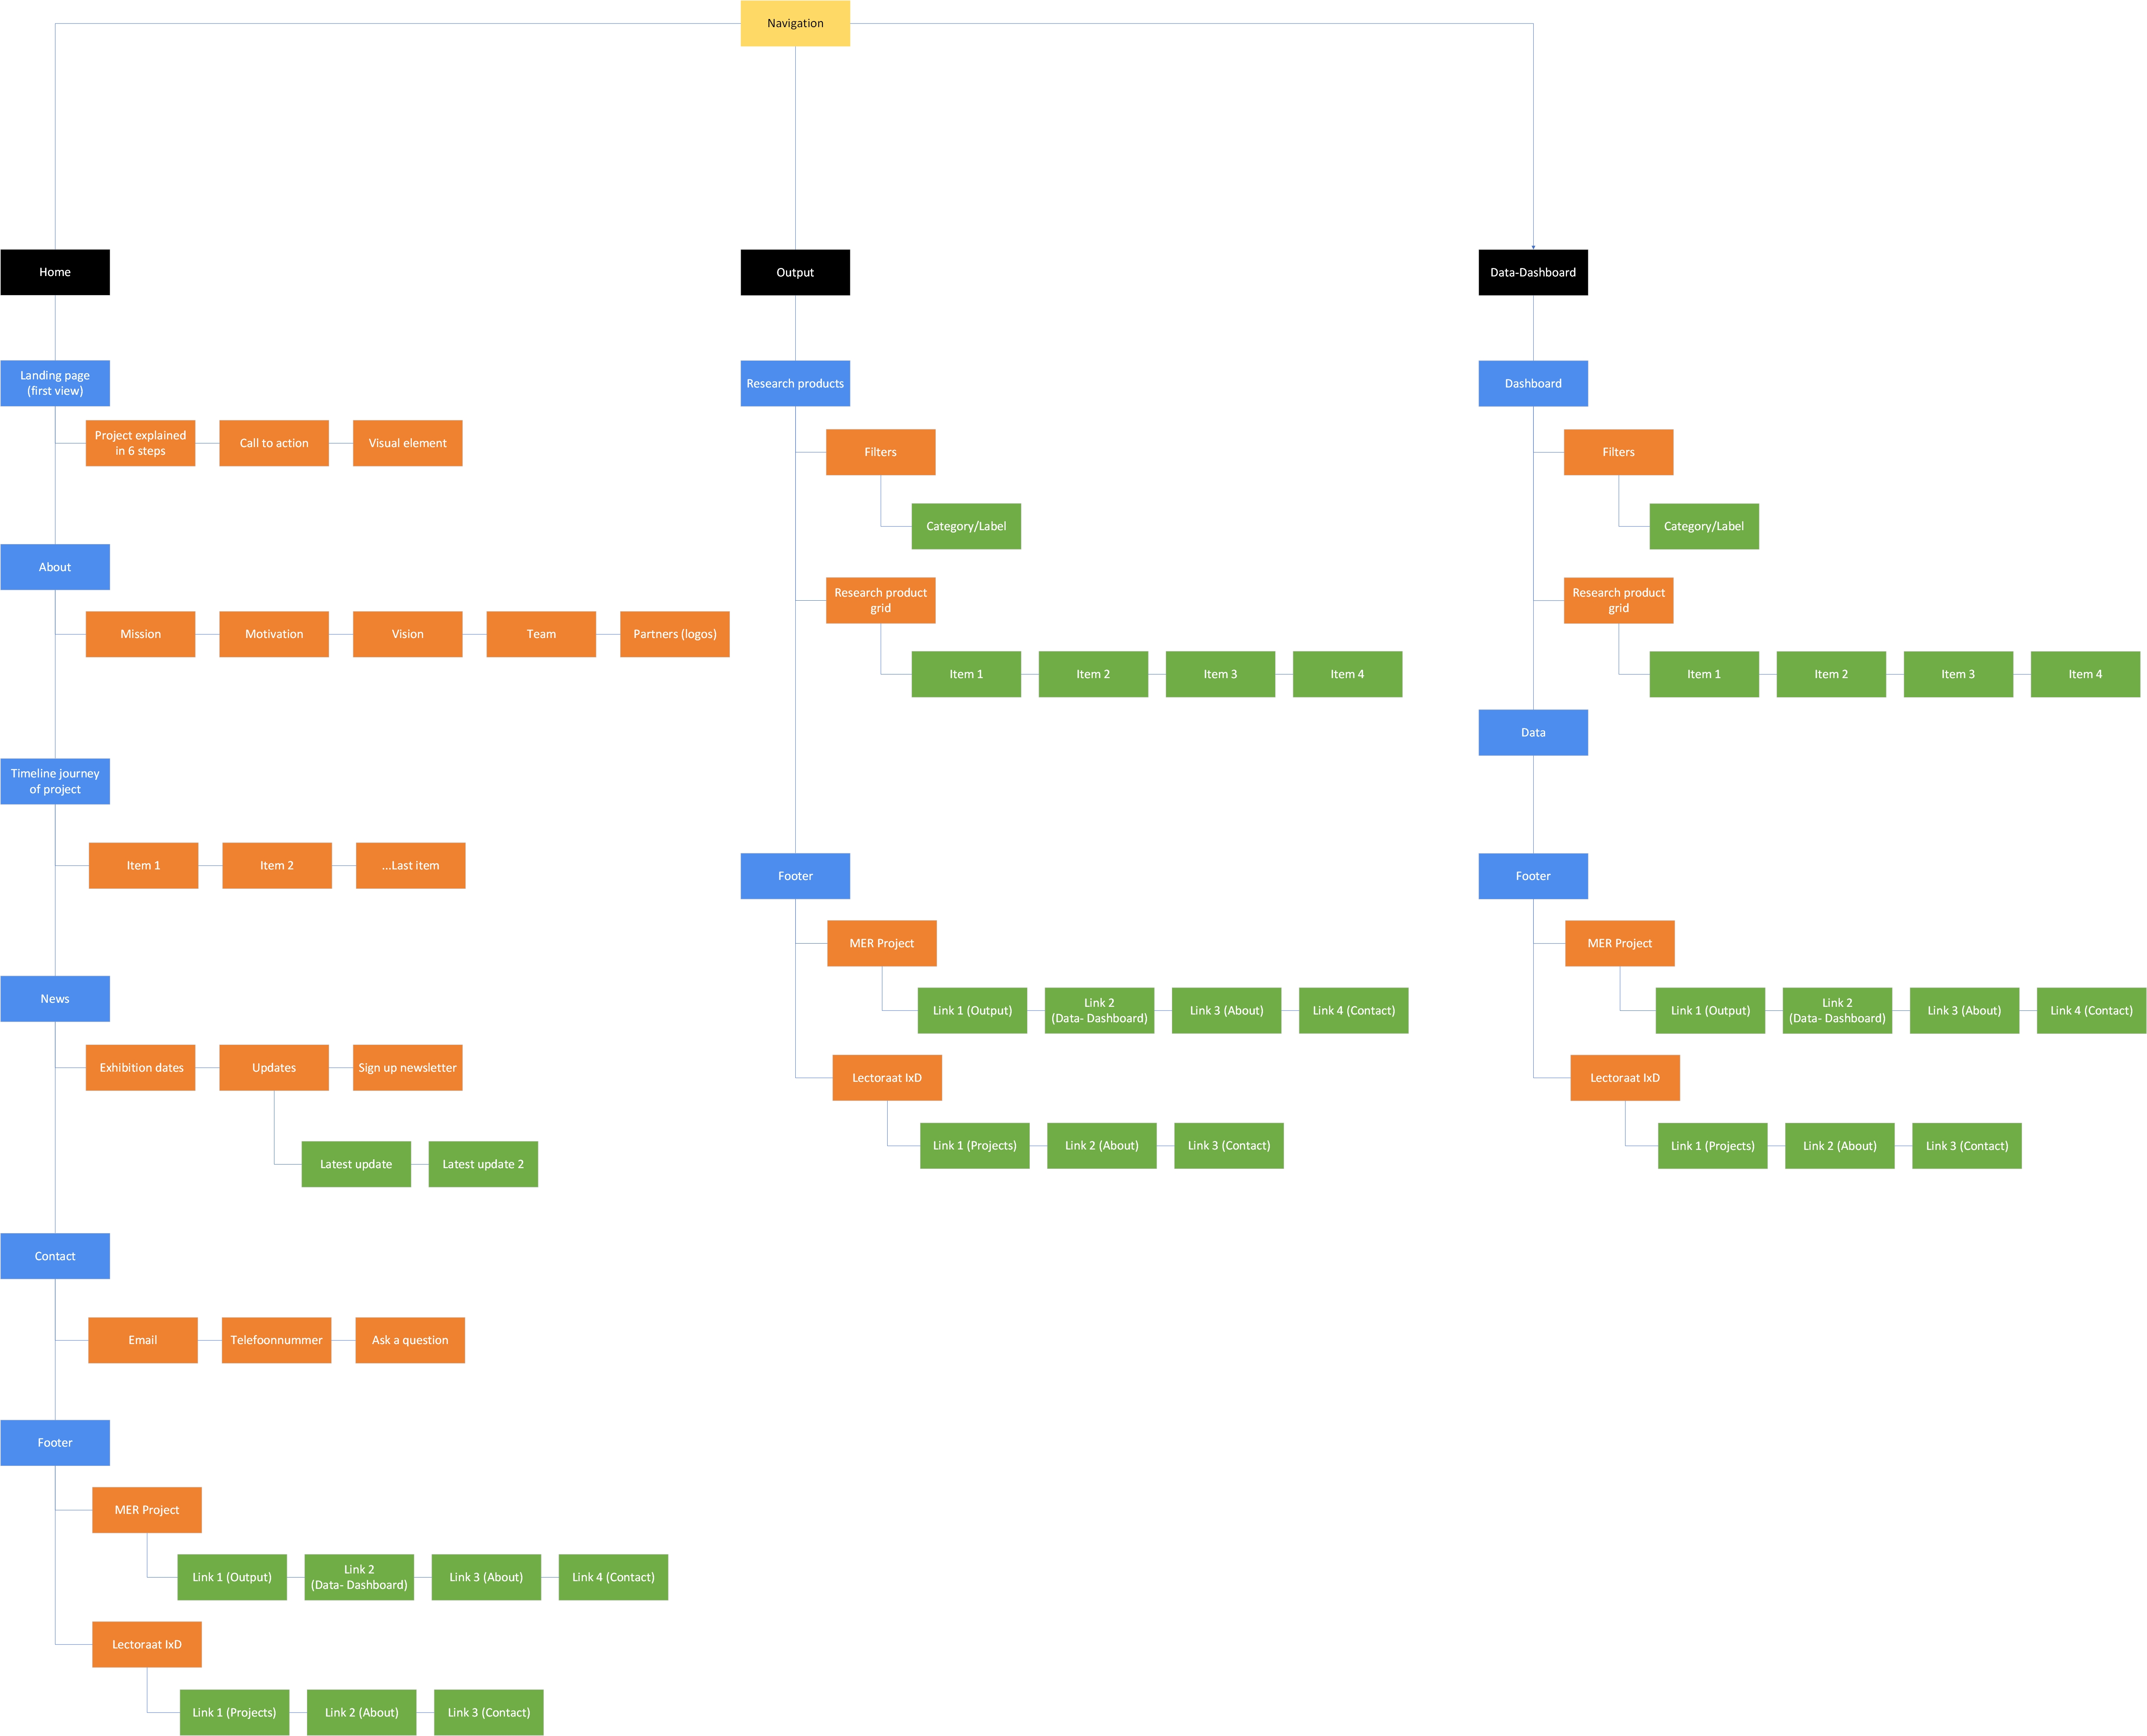 Navigation
Home
Output
Data-Dashboard
Landing page
(first view)
Research products
Dashboard
Project explained
in 6 steps
Call to action
Visual element
Filters
Filters
Category/Label
Category/Label
About
Research product
grid
Research product
grid
Mission
Motivation
Vision
Team
Partners (logos)
Item 1
Item 2
Item 3
Item 4
Item 1
Item 2
Item 3
Item 4
Data
Timeline journey
of project
Item 1
Item 2
...Last item
Footer
Footer
MER Project
MER Project
News
Link 1 (Output)
Link 2
(Data- Dashboard)
Link 3 (About)
Link 4 (Contact)
Link 1 (Output)
Link 2
(Data- Dashboard)
Link 3 (About)
Link 4 (Contact)
Exhibition dates
Updates
Sign up newsletter
Lectoraat IxD
Lectoraat IxD
Link 1 (Projects)
Link 2 (About)
Link 3 (Contact)
Link 1 (Projects)
Link 2 (About)
Link 3 (Contact)
Latest update
Latest update 2
Contact
Email
Telefoonnummer
Ask a question
Footer
MER Project
Link 1 (Output)
Link 2
(Data- Dashboard)
Link 3 (About)
Link 4 (Contact)
Lectoraat IxD
Link 1 (Projects)
Link 2 (About)
Link 3 (Contact)